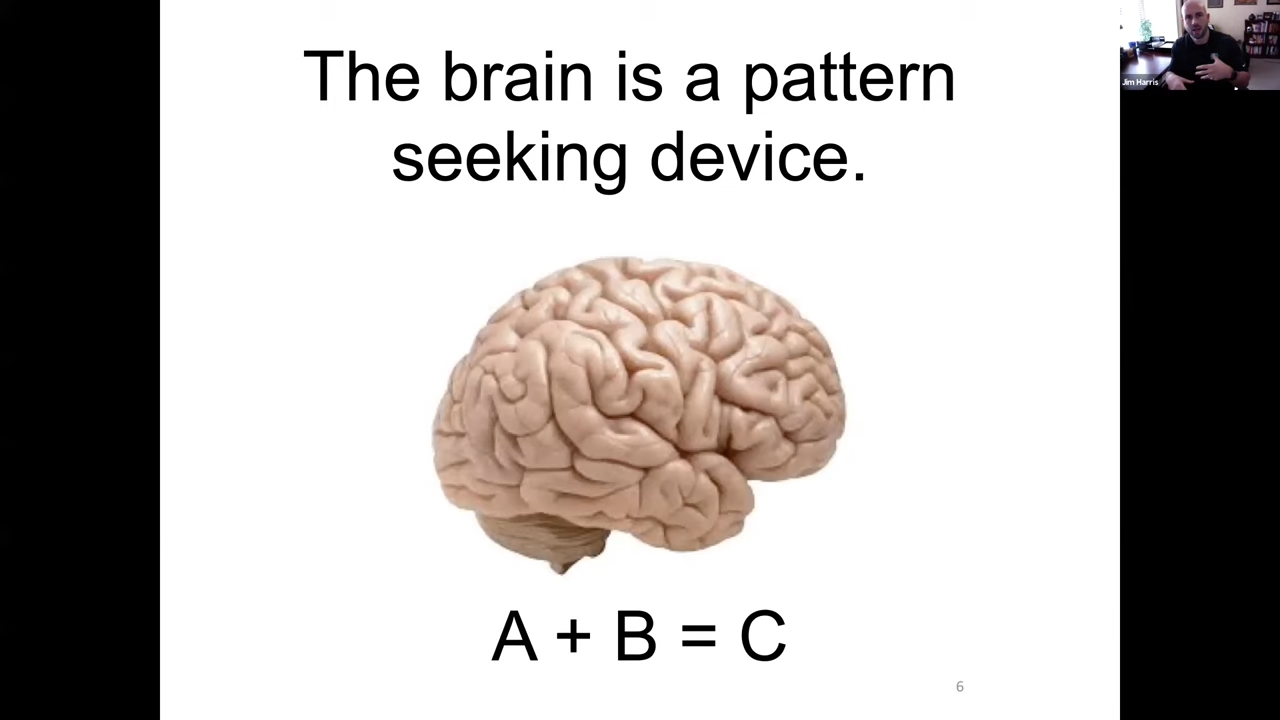 The brain is a pattern
seeking device.
Jim Harris
A + B = C
6